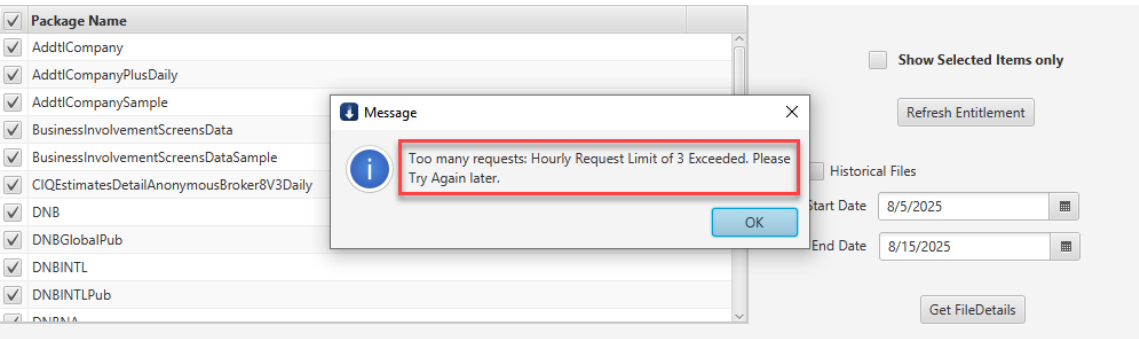 Package Name
AddtlCompany
AddtlCompanyPlusDaily
AddtlCompanySample
BusinessInvolvementScreensData
BusinessInvolvementScreensDataSample
CIQEstimatesDetailAnonymousBroker8V3Daily
DNB
DNBGlobalPub
DNBINTL
DNBINTLPub
DNBNA
Message
Too many requests: Hourly Request Limit of 3 Exceeded. Please
Try Again later.
OK
Show Selected Items only
Refresh Entitlement
Historical Files
Start Date 8/5/2025
End Date 8/15/2025
Get FileDetails